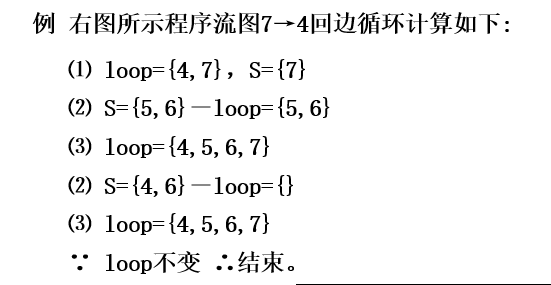 例 右图所示程序流图7→4回边循环计算如下:
⑴ loop={4,7}，S={7}
⑵ S={5,6}－loop={5,6}
⑶ loop={4,5,6,7}
⑵ S={4,6}－loop={}
⑶ loop={4,5,6,7}
∵ loop不变 ∴结束。